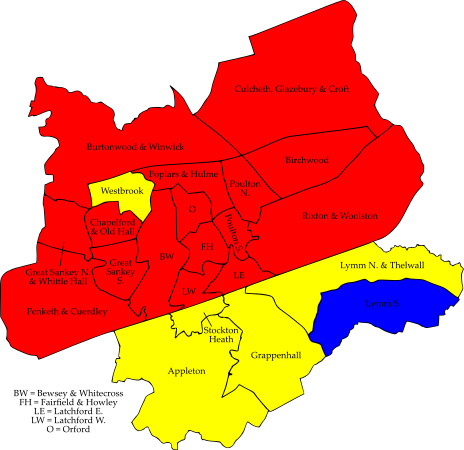 Culcheth, Glazebury & Croft
Burtonwood & Winwick
Birchwood
Poplars & Hulme
Westbrook
Poulton
N.
O
Rixton & Woolston
Chapelford
& Old Hall
Poulton S.
FH
BW
Great
Sankey
S.
Great Sankey N.
& Whittle Hall
LE
Lymm N. & Thelwall
LW
Lymm S.
Penketh & Cuerdley
Stockton
Heath
Grappenhall
Appleton
BW = Bewsey & Whitecross
FH = Fairfield & Howley
LE = Latchford E.
LW = Latchford W.
O = Orford